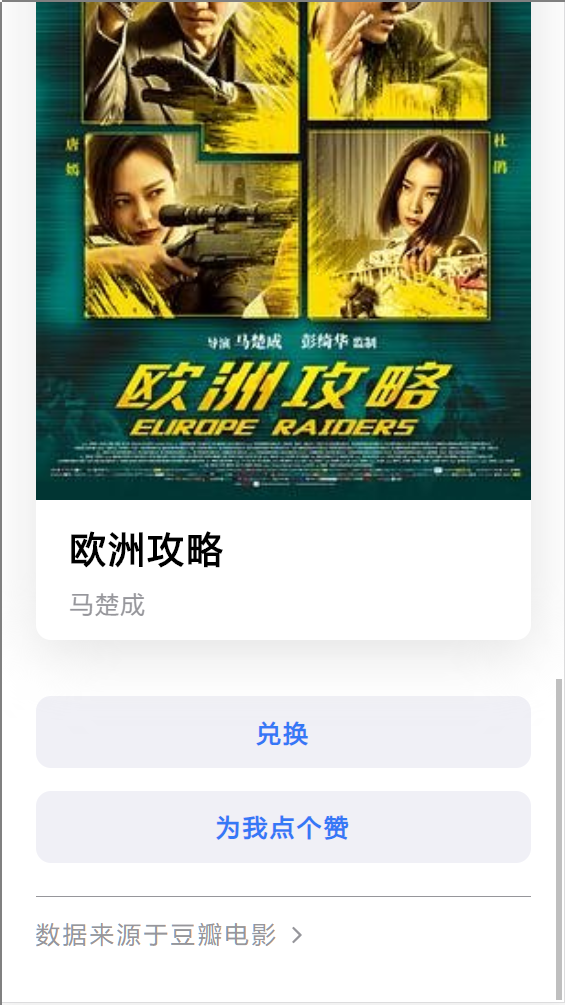 唐嫣
杜鹃
导演 马楚成 彭绮华 监制
欧洲攻略
EUROPE RAIDERS
欧洲攻略
马楚成
兑换
为我点个赞
数据来源于豆瓣电影 >